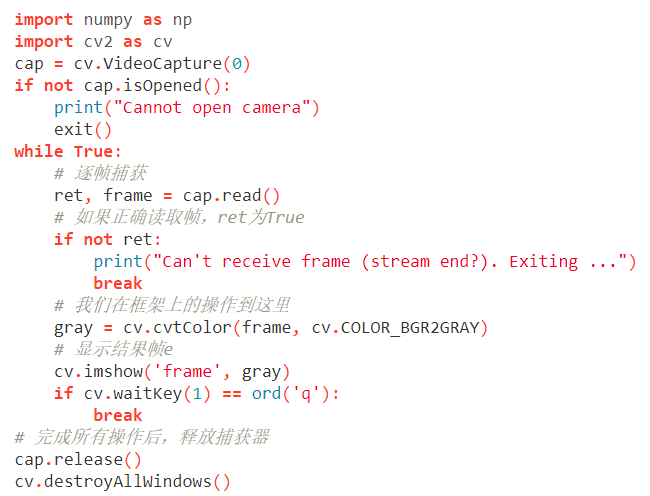 import numpy as np
import cv2 as cv
cap = cv.VideoCapture(0)
if not cap.isOpened():
    print("Cannot open camera")
    exit()
while True:
    # 逐帧捕获
    ret, frame = cap.read()
    # 如果正确读取帧，ret为True
    if not ret:
        print("Can't receive frame (stream end?). Exiting ...")
        break
    # 我们在框架上的操作到这里
    gray = cv.cvtColor(frame, cv.COLOR_BGR2GRAY)
    # 显示结果帧e
    cv.imshow('frame', gray)
    if cv.waitKey(1) == ord('q'):
        break
# 完成所有操作后，释放捕获器
cap.release()
cv.destroyAllWindows()